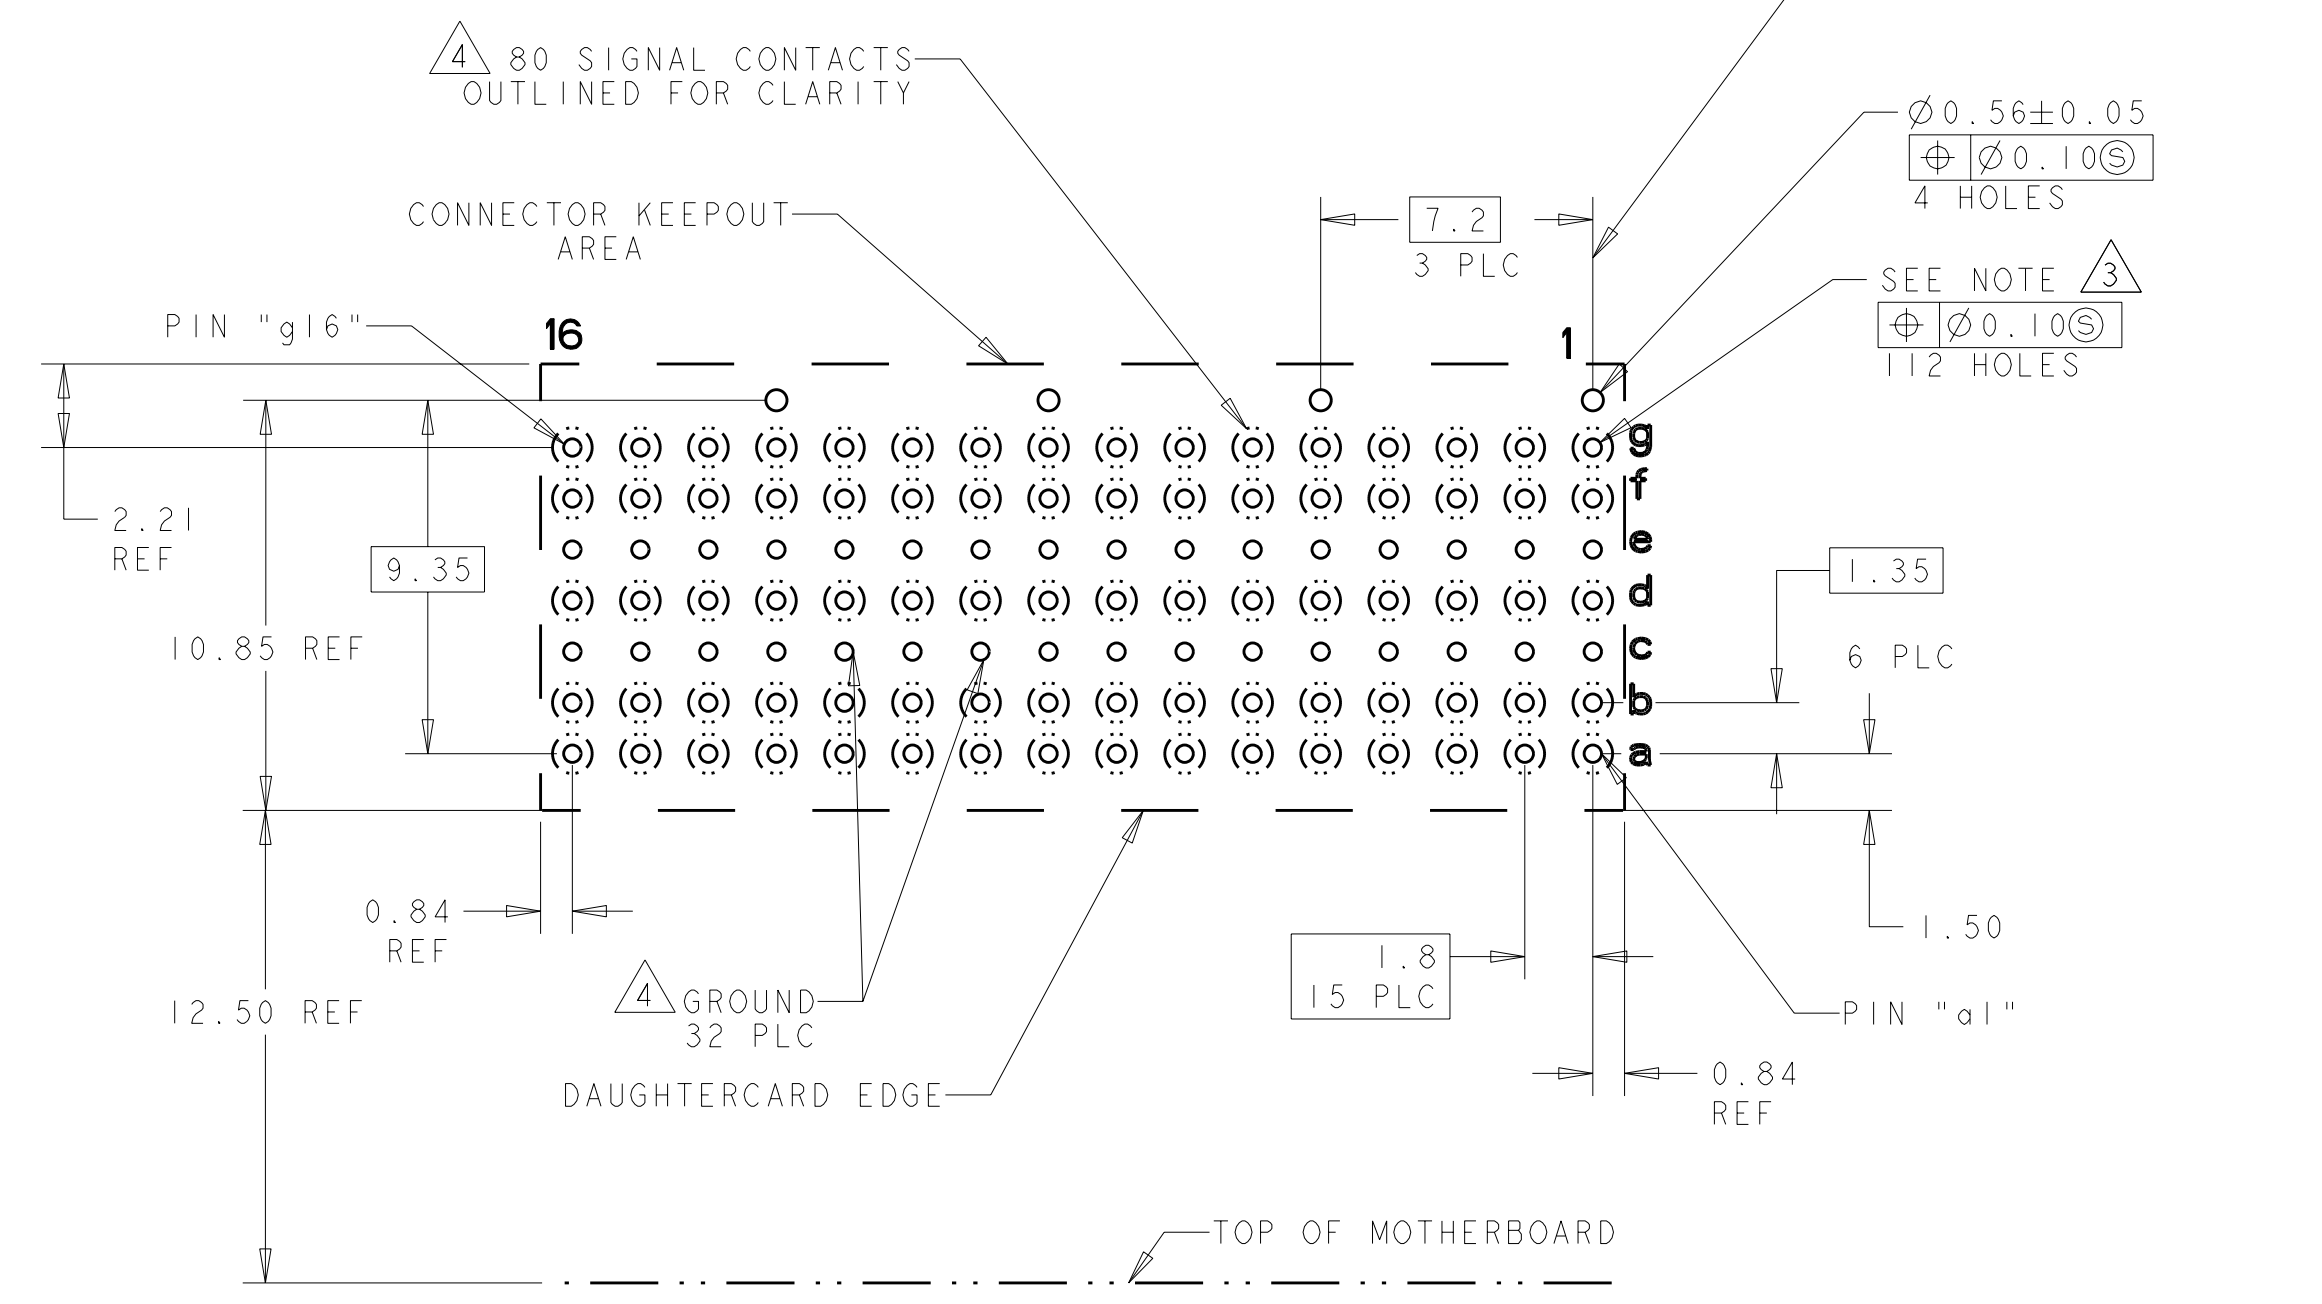 4 80 SIGNAL CONTACTS
OUTLINED FOR CLARITY
⌀0.56±0.05
⌖ ⌀0.10Ⓢ
4 HOLES
CONNECTOR KEEPOUT
AREA
7.2
3 PLC
SEE NOTE 3
⌖ ⌀0.10Ⓢ
112 HOLES
PIN "g16"
16
1
g
f
e
d
c
b
a
2.21
REF
9.35
1.35
10.85 REF
6 PLC
0.84
REF
1.50
1.8
15 PLC
4 GROUND
32 PLC
12.50 REF
PIN "a1"
0.84
REF
DAUGHTERCARD EDGE
TOP OF MOTHERBOARD